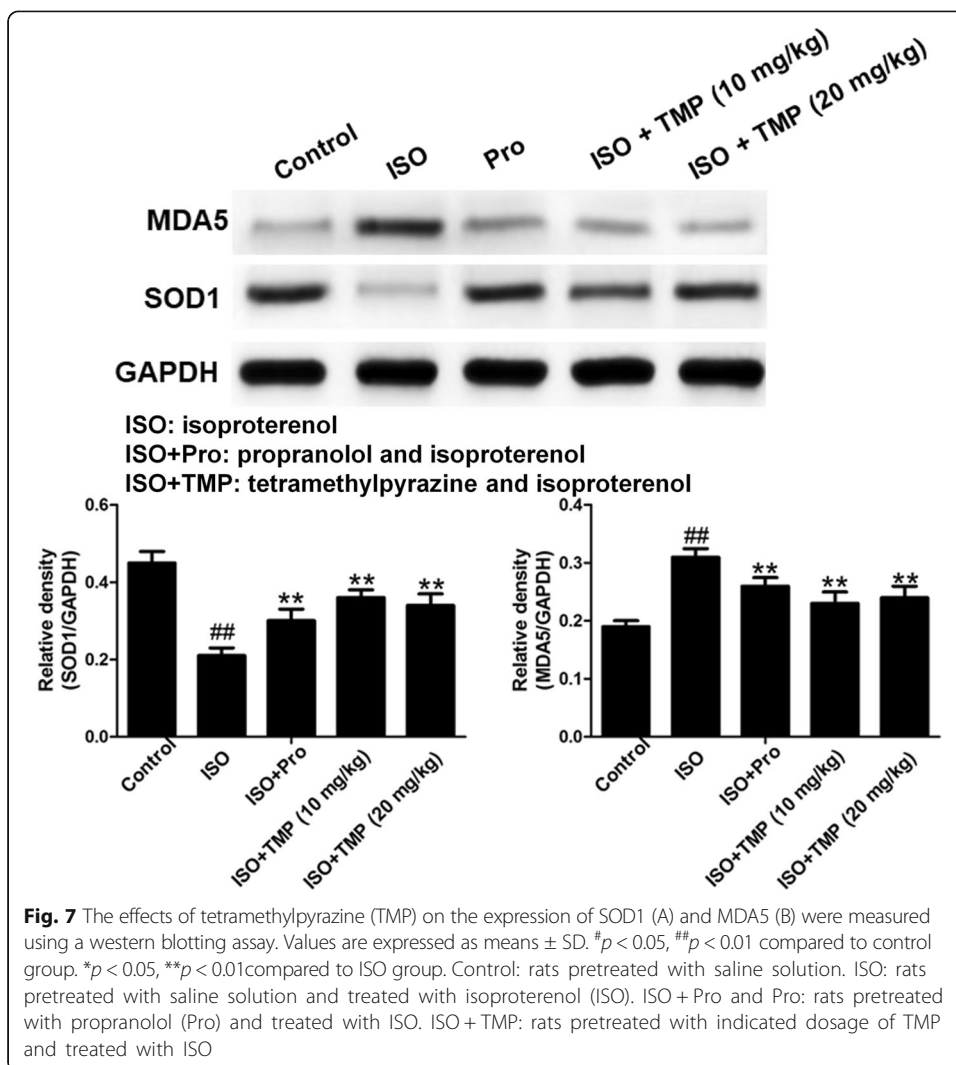 Control
ISO
Pro
ISO + TMP (10 mg/kg)
ISO + TMP (20 mg/kg)
MDA5
SOD1
GAPDH
ISO: isoproterenol
ISO+Pro: propranolol and isoproterenol
ISO+TMP: tetramethylpyrazine and isoproterenol
Relative density
(SOD1/GAPDH)
0.6
0.4
0.2
0.0
##
**
**
**
Control
ISO
ISO+Pro
ISO+TMP (10 mg/kg)
ISO+TMP (20 mg/kg)
Relative density
(MDA5/GAPDH)
0.4
0.3
0.2
0.1
0.0
##
**
**
**
Control
ISO
ISO+Pro
ISO+TMP (10 mg/kg)
ISO+TMP (20 mg/kg)
Fig. 7 The effects of tetramethylpyrazine (TMP) on the expression of SOD1 (A) and MDA5 (B) were measured
using a western blotting assay. Values are expressed as means ± SD. #p < 0.05, ##p < 0.01 compared to control
group. *p < 0.05, **p < 0.01compared to ISO group. Control: rats pretreated with saline solution. ISO: rats
pretreated with saline solution and treated with isoproterenol (ISO). ISO + Pro and Pro: rats pretreated
with propranolol (Pro) and treated with ISO. ISO + TMP: rats pretreated with indicated dosage of TMP
and treated with ISO